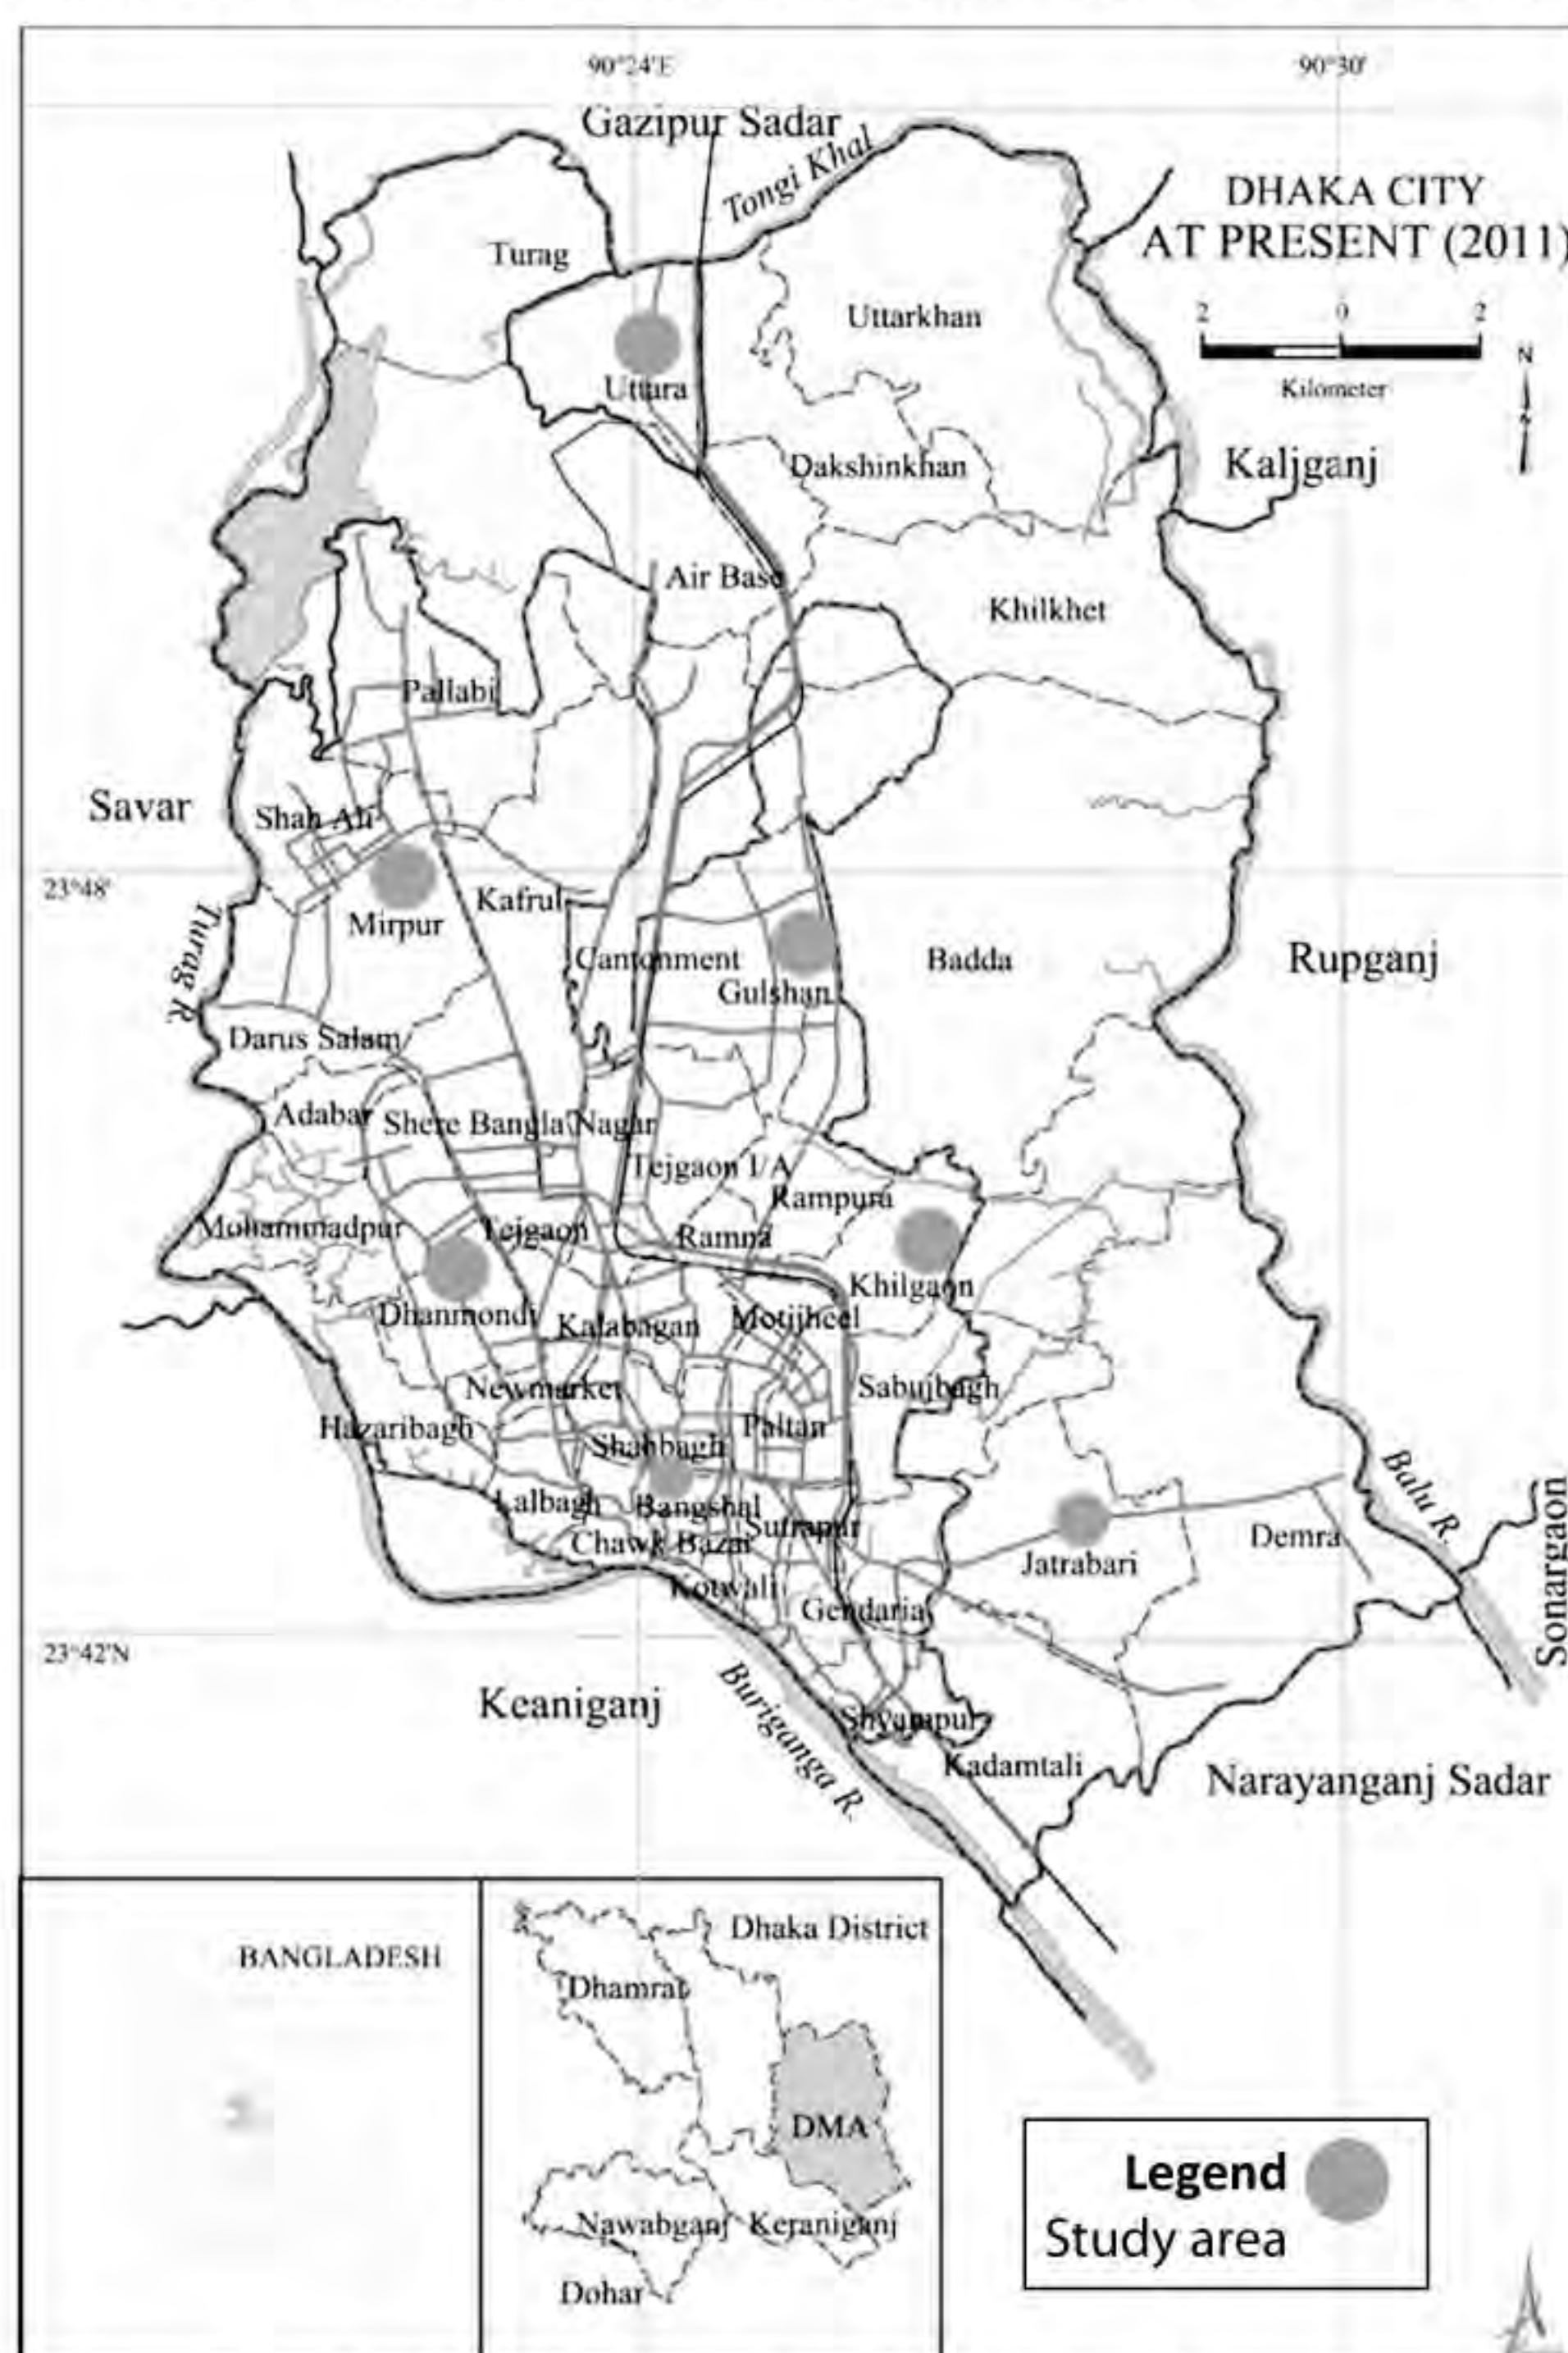 90°24'E
90°30'
Gazipur Sadar
Tongi Khal
DHAKA CITY
AT PRESENT (2011)
Turag
Uttarkhan
2 0 2
Kilometer
N
Uttara
Dakshinkhan
Kaljganj
Air Base
Khilkhet
Pallabi
Savar
Shah Ali
23°48'
Mirpur
Kafrul
Turag R.
Cantonment
Badda
Rupganj
Gulshan
Darus Salam
Adabar
Shere Bangla Nagar
Tejgaon I/A
Rampura
Mohammadpur
Tejgaon
Ramna
Khilgaon
Dhanmondi
Kalabagan
Motijheel
Newmarket
Sabujbagh
Hazaribagh
Shahbagh
Paltan
Balu R.
Sonargaon
Lalbagh
Bangshal
Sutrapur
Chawk Bazar
Demra
Jatrabari
Kotwali
Gendaria
23°42'N
Keaniganj
Buriganga R.
Shyampur
Kadamtali
Narayanganj Sadar
BANGLADESH
Dhaka District
Dhamrai
DMA
Nawabganj
Keraniganj
Dohar
Legend
Study area